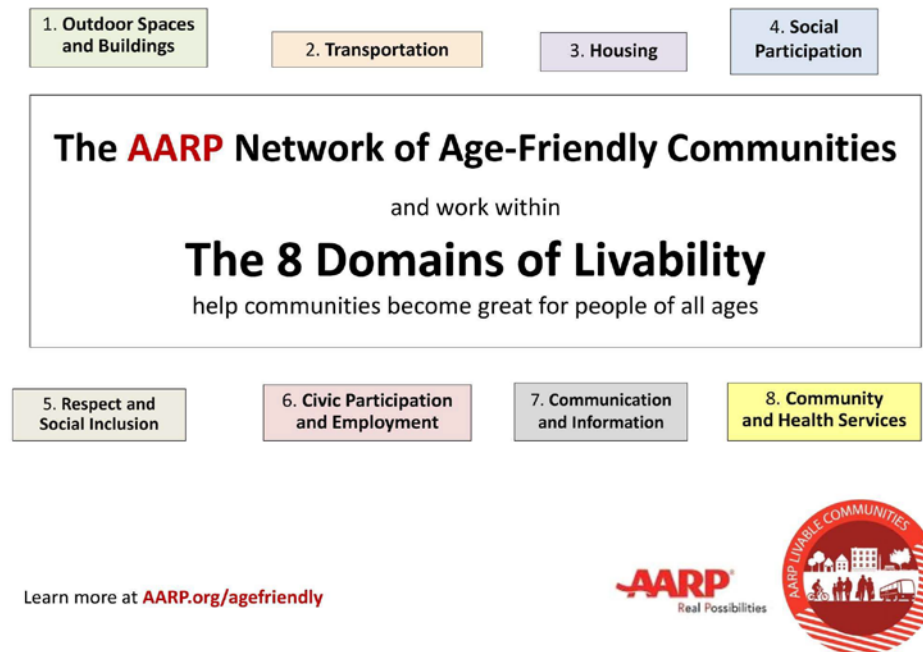 1. Outdoor Spaces
and Buildings
2. Transportation
3. Housing
4. Social
Participation
The AARP Network of Age-Friendly Communities
and work within
The 8 Domains of Livability
help communities become great for people of all ages
5. Respect and
Social Inclusion
6. Civic Participation
and Employment
7. Communication
and Information
8. Community
and Health Services
Learn more at AARP.org/agefriendly
AARP®
Real Possibilities
AARP LIVABLE COMMUNITIES